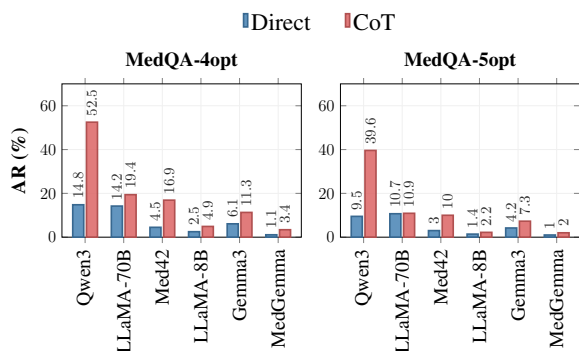 Direct CoT
MedQA-4opt
AR (%)
60
40
20
0
14.8 52.5 14.2 19.4 4.5 16.9 2.5 4.9 6.1 11.3 1.1 3.4
Qwen3 LLaMA-70B Med42 LLaMA-8B Gemma3 MedGemma
MedQA-5opt
60
40
20
0
9.5 39.6 10.7 10.9 3 10 1.4 2.2 4.2 7.3 1 2
Qwen3 LLaMA-70B Med42 LLaMA-8B Gemma3 MedGemma